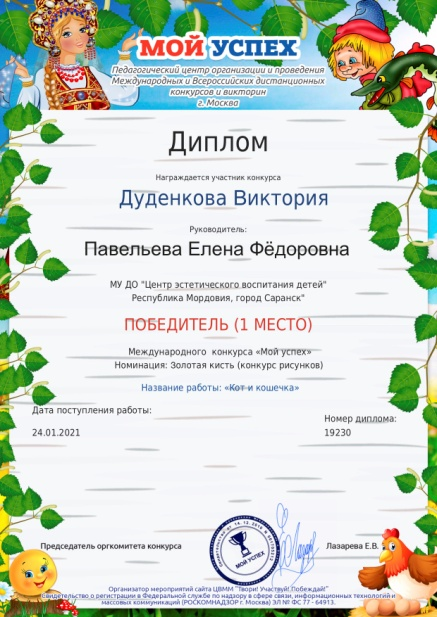 МОЙ УСПЕХ
Педагогический центр организации и проведения
Международных и Всероссийских дистанционных
конкурсов и викторин
г. Москва
Диплом
Награждается участник конкурса
Дуденкова Виктория
Руководитель:
Павельева Елена Фёдоровна
МУ ДО "Центр эстетического воспитания детей"
Республика Мордовия, город Саранск"
ПОБЕДИТЕЛЬ (1 МЕСТО)
Международного конкурса «Мой успех»
Номинация: Золотая кисть (конкурс рисунков)
Название работы: «Кот и кошечка»
Дата поступления работы:
24.01.2021
Номер диплома:
19230
МОЙ УСПЕХ
Председатель оргкомитета конкурса
Лазарева Е.В.
Организатор мероприятий сайта ЦВММ "Твори! Участвуй! Побеждай!"
свидетельство о регистрации в Федеральной службе по надзору в сфере связи, информационных технологий и
массовых коммуникаций (РОСКОМНАДЗОР г. Москва) ЭЛ № ФС 77 - 64913.